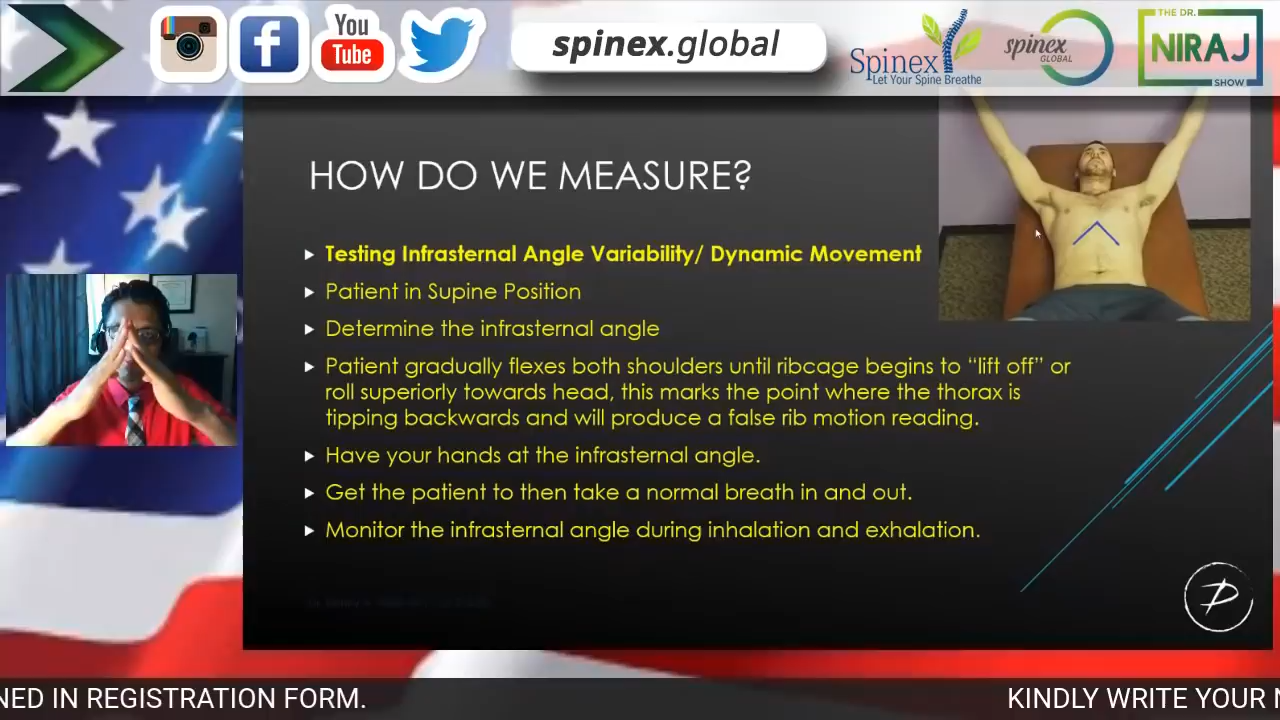 You
Tube
spinex.global
Spinex
Let Your Spine Breathe
spinex
GLOBAL
THE DR.
NIRAJ
SHOW
HOW DO WE MEASURE?
Testing Infrasternal Angle Variability/ Dynamic Movement
Patient in Supine Position
Determine the infrasternal angle
Patient gradually flexes both shoulders until ribcage begins to “lift off” or
roll superiorly towards head, this marks the point where the thorax is
tipping backwards and will produce a false rib motion reading.
Have your hands at the infrasternal angle.
Get the patient to then take a normal breath in and out.
Monitor the infrasternal angle during inhalation and exhalation.
NED IN REGISTRATION FORM. KINDLY WRITE YOUR N